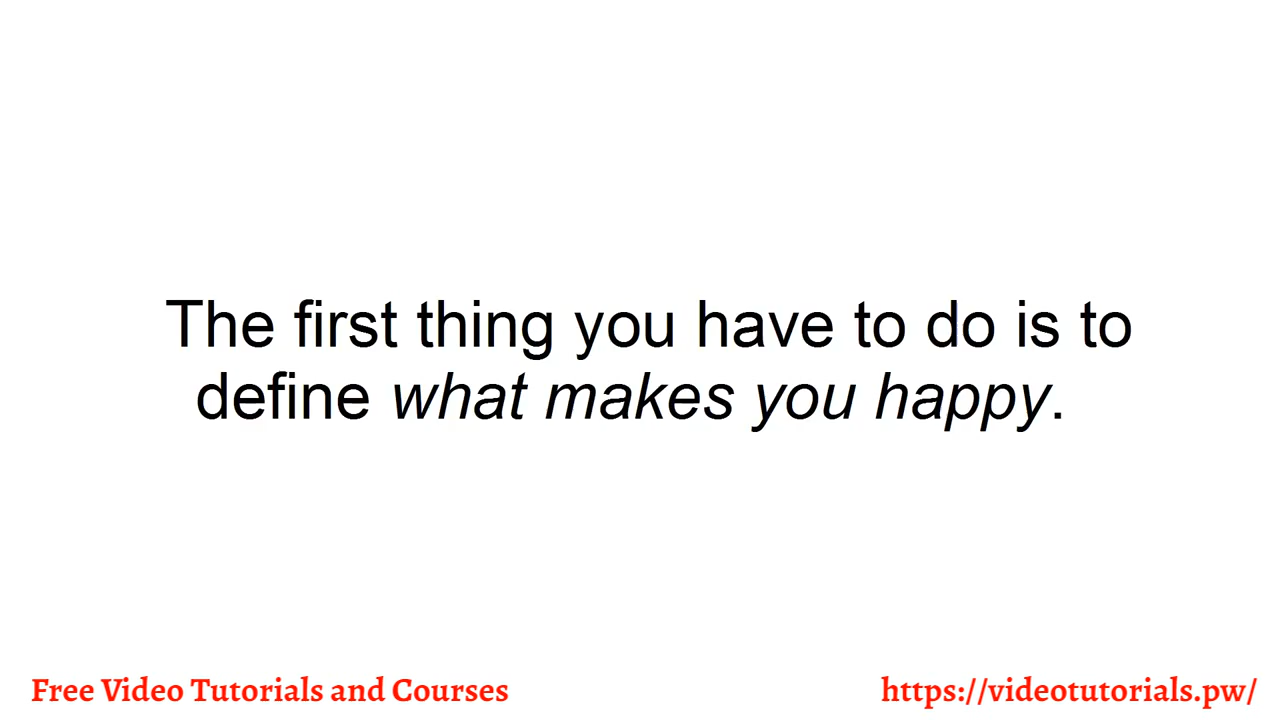 The first thing you have to do is to
define what makes you happy.
Free Video Tutorials and Courses
https://videotutorials.pw/